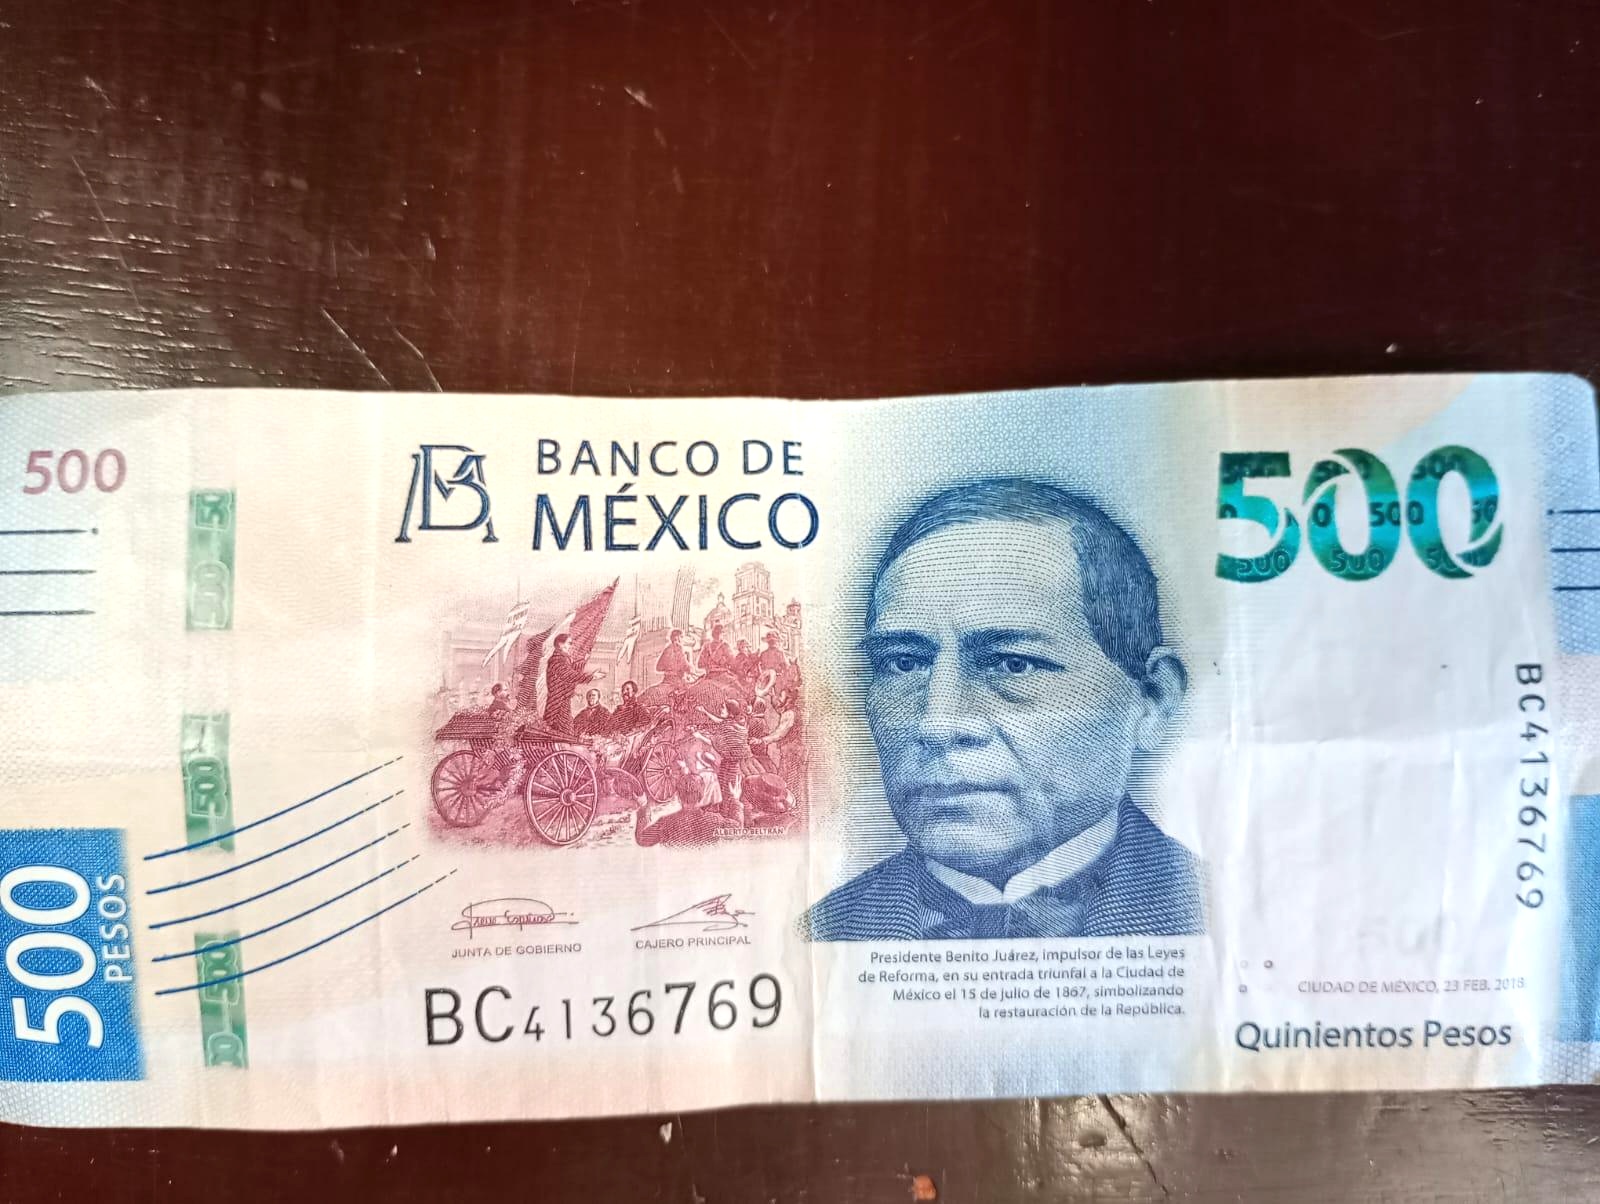 500
BANCO DE
MÉXICO
500
ALBERTO BELTRÁN
JUNTA DE GOBIERNO
CAJERO PRINCIPAL
BC4136769
500
PESOS
Presidente Benito Juárez, impulsor de las Leyes
de Reforma, en su entrada triunfal a la Ciudad de
México el 15 de julio de 1867, simbolizando
la restauración de la República.
BC4136769
CIUDAD DE MÉXICO, 23 FEB. 2018
Quinientos Pesos